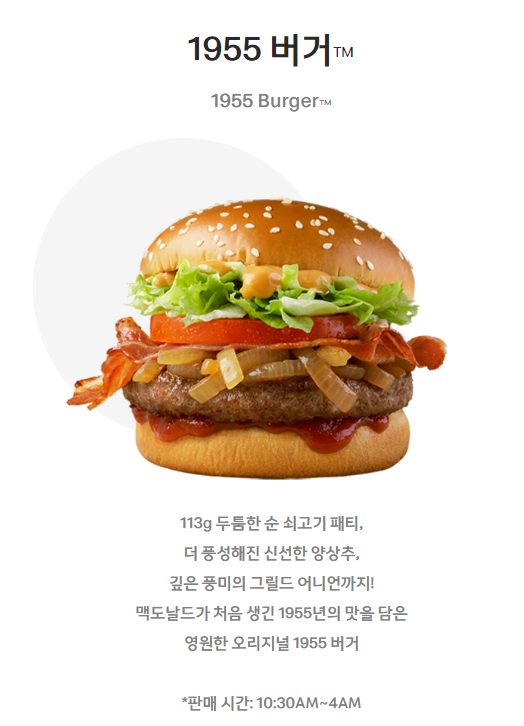 1955 버거™
1955 Burger™
113g 두툼한 순 쇠고기 패티,
더 풍성해진 신선한 양상추,
깊은 풍미의 그릴드 어니언까지!
맥도날드가 처음 생긴 1955년의 맛을 담은
영원한 오리지널 1955 버거
*판매 시간: 10:30AM~4AM